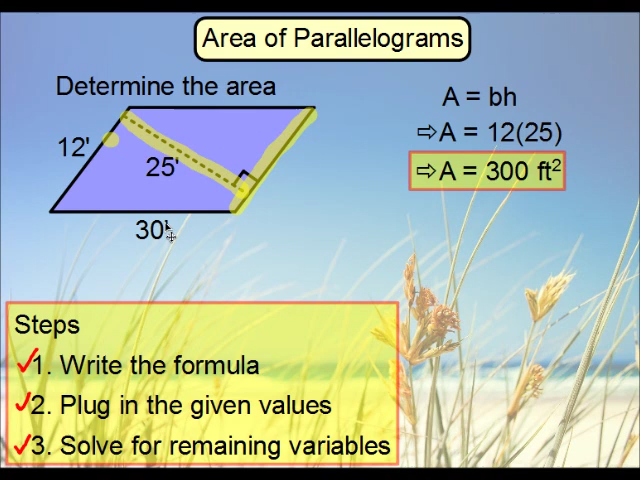 Area of Parallelograms
Determine the area
A = bh
⇨A = 12(25)
⇨A = 300 ft²
12'
25'
30'
Steps
✓1. Write the formula
✓2. Plug in the given values
✓3. Solve for remaining variables